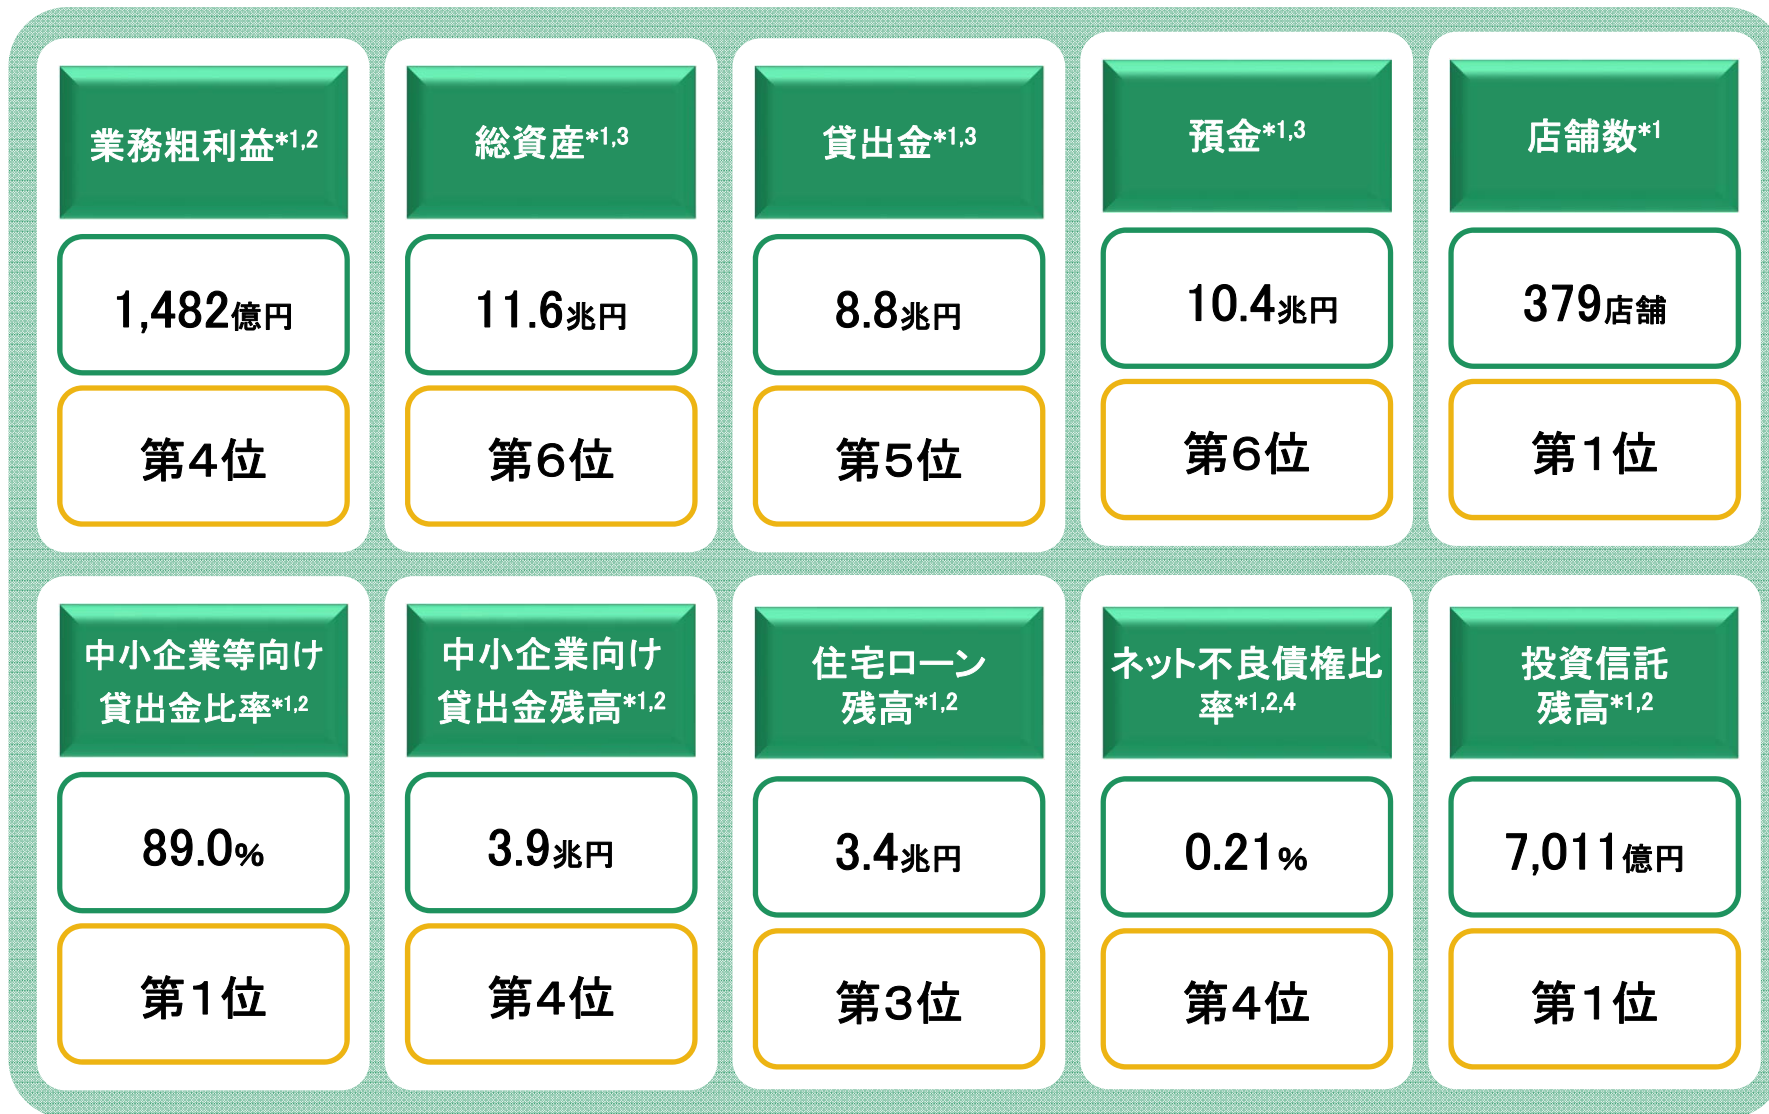 業務粗利益*1,2
1,482億円
第4位
総資産*1,3
11.6兆円
第6位
貸出金*1,3
8.8兆円
第5位
預金*1,3
10.4兆円
第6位
店舗数*1
379店舗
第1位
中小企業等向け
貸出金比率*1,2
89.0%
第1位
中小企業向け
貸出金残高*1,2
3.9兆円
第4位
住宅ローン
残高*1,2
3.4兆円
第3位
ネット不良債権比
率*1,2,4
0.21%
第4位
投資信託
残高*1,2
7,011億円
第1位